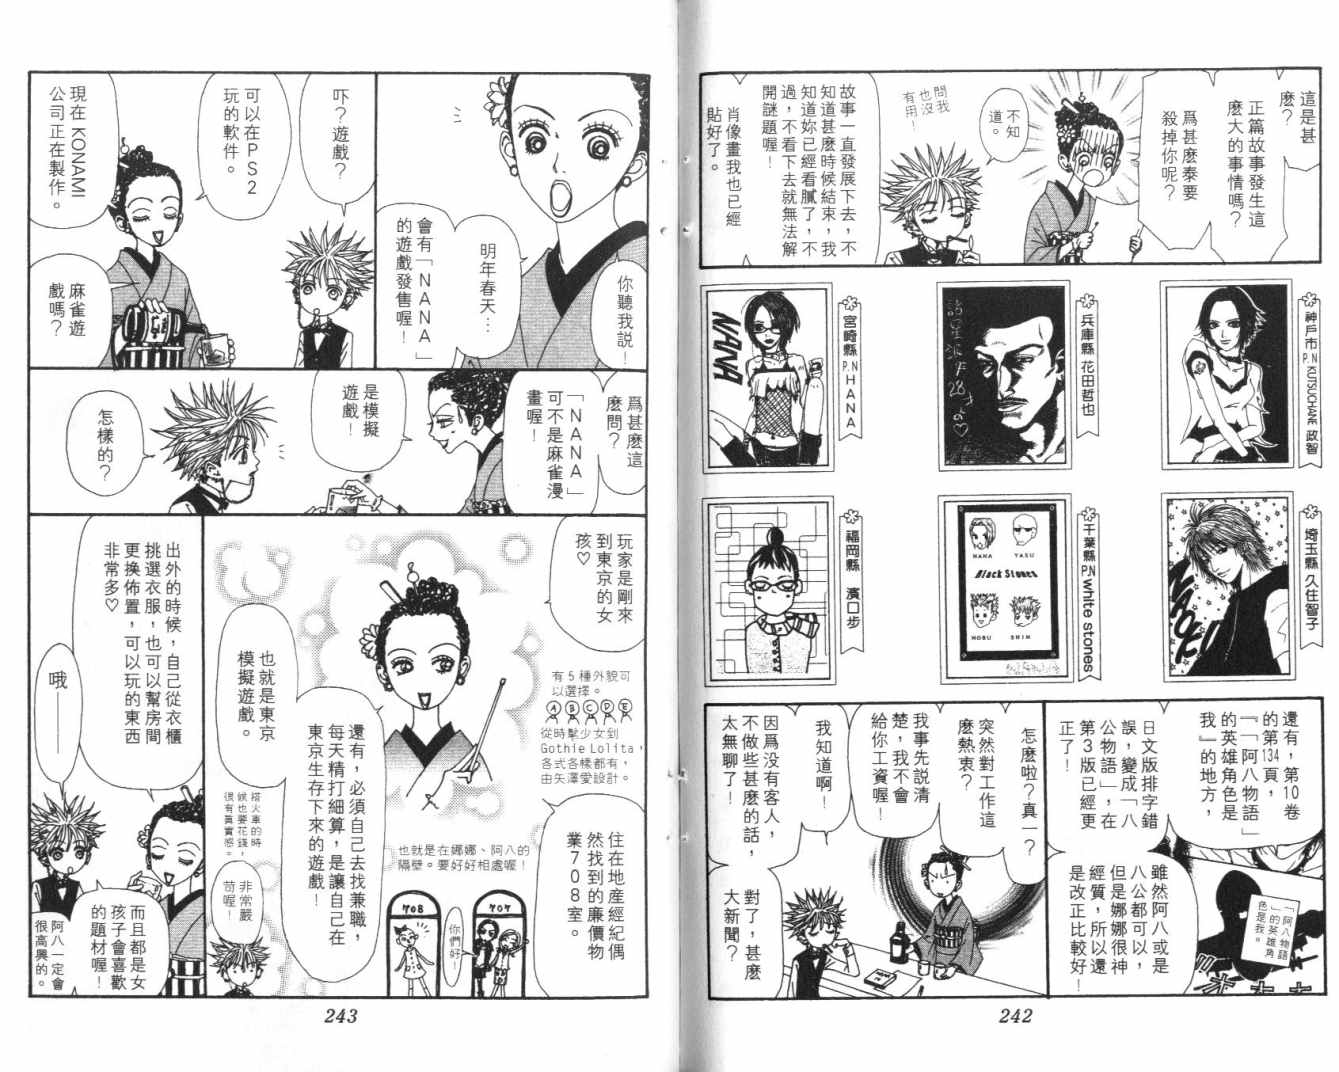 這是甚
麼？
正篇故事發生這
麼大的事情嗎？
爲甚麼泰要
殺掉你呢？
不知
道。
問我
也沒
有用！
故事一直發展下去，不
知道甚麼時候結束，我
知道妳已經看膩了，不
過，不看下去就無法解
開謎題喔！
肖像畫我也已經
貼好了。
神戶市 P.N KUTSUCHAME 政智
兵庫縣 花田哲也
宮崎縣 P.N HANA
NANA
埼玉縣 久住智子
千葉縣 P.N white stones
NANA
YASU
Black Stones
NOBU
SHIN
福岡縣 濱口步
還有，第10卷
的第134頁，
『「阿八物語」
的英雄角色是
我』的地方，
日文版排字錯
誤，變成「八
公物語」，在
第3版已經更
正了！
「阿八物語
」的英雄角
色是我。
雖然阿八或是
八公都可以，
但是娜娜很神
經質，所以還
是改正比較好！
怎麼啦？真一？
突然對工作這
麼熱衷？
我事先說清
楚，我不會
給你工資喔！
我知道啊！
因爲没有客人，
不做些甚麼的話，
太無聊了！
對了，甚麼
大新聞？
242
你聽我説！
明年春天…
會有「NANA」
的遊戲發售喔！
吓？遊戲？
可以在PS2
玩的軟件。
現在 KONAMI
公司正在製作。
麻雀遊
戲嗎？
爲甚麼這
麼問？
「NANA」
可不是麻雀漫
畫喔！
是模擬
遊戲！
怎樣的？
玩家是剛來
到東京的女
孩♡
有5種外貌可
以選擇。
A B C D E
從時髦少女到
Gothic Lolita，
各式各樣都有，
由矢澤愛設計。
住在地產經紀偶
然找到的廉價物
業708室。
也就是在娜娜、阿八的
隔壁。要好好相處喔！
708
707
你們好！
還有，必須自己去找兼職，
每天精打細算，是讓自己在
東京生存下來的遊戲！
也就是東京
模擬遊戲。
搭火車的時
候也要花錢，
很有真實感。
非常嚴
苛喔！
出外的時候，自己從衣櫃
挑選衣服，也可以幫房間
更換佈置，可以玩的東西
非常多♡
哦——
而且都是女
孩子會喜歡
的題材喔！
阿八一定會
很高興的。
243